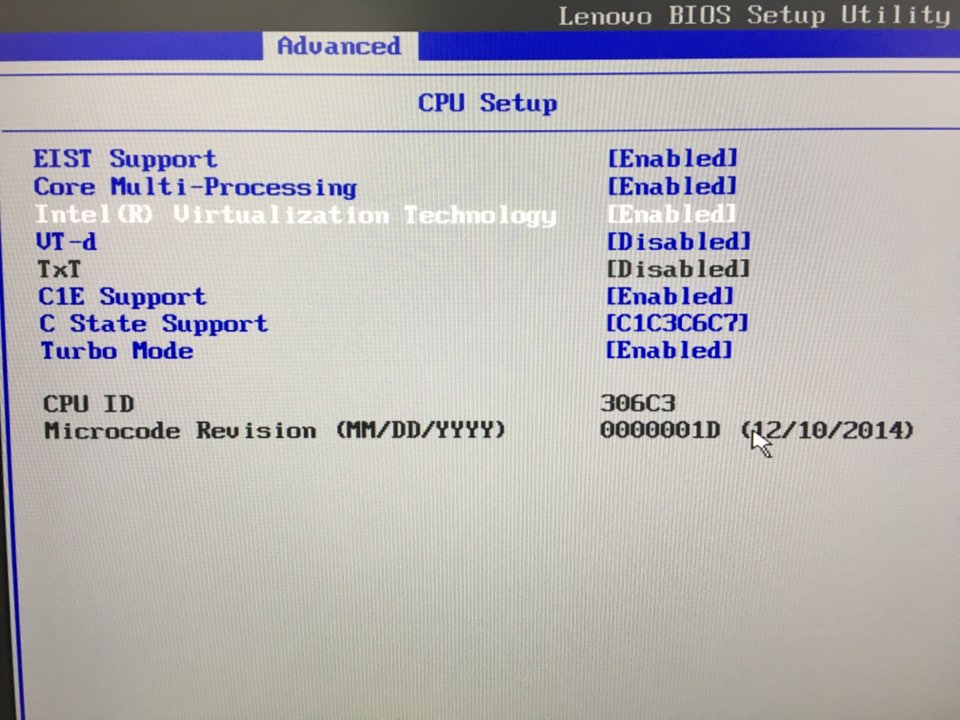 Lenovo BIOS Setup Utility
Advanced
CPU Setup
EIST Support [Enabled]
Core Multi-Processing [Enabled]
Intel(R) Virtualization Technology [Enabled]
VT-d [Disabled]
TxT [Disabled]
C1E Support [Enabled]
C State Support [C1C3C6C7]
Turbo Mode [Enabled]
CPU ID 306C3
Microcode Revision (MM/DD/YYYY) 0000001D (12/10/2014)